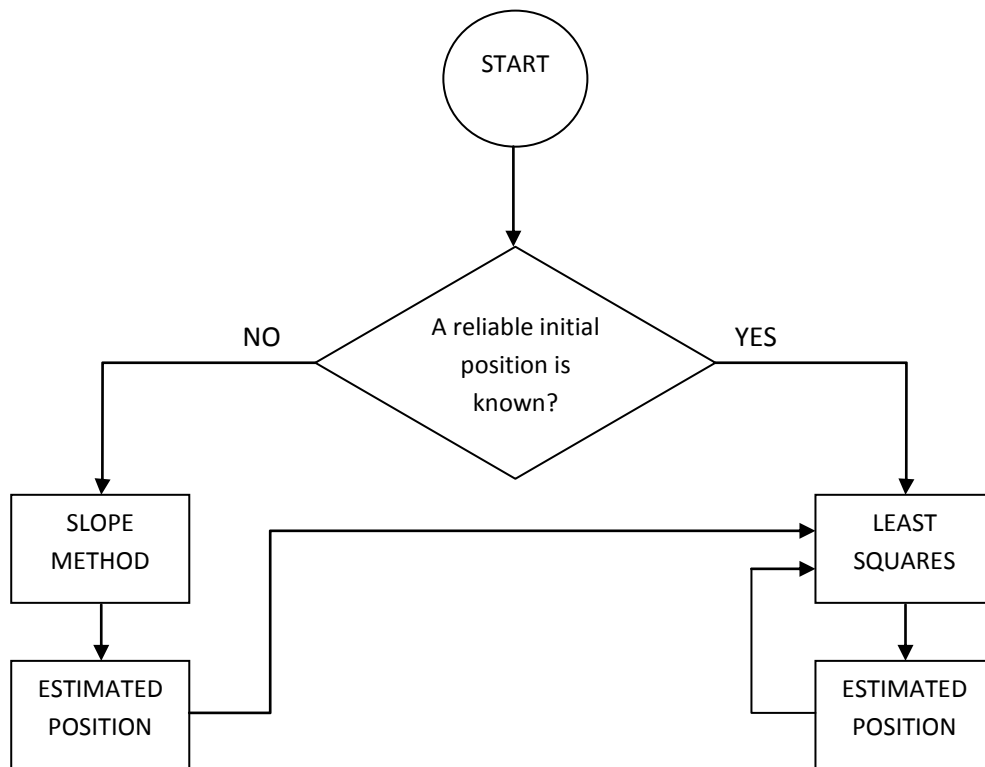 START
A reliable initial
position is
known?
NO
YES
SLOPE
METHOD
LEAST
SQUARES
ESTIMATED
POSITION
ESTIMATED
POSITION